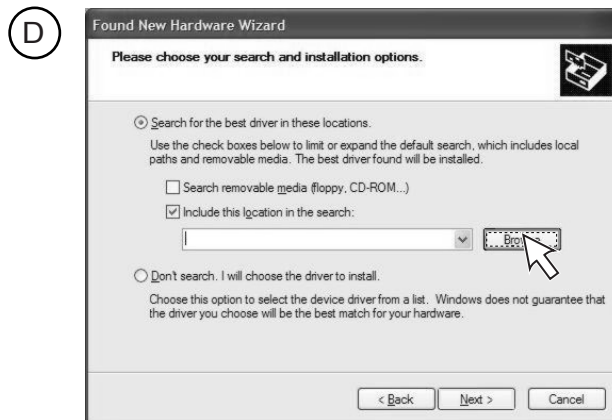 D
Found New Hardware Wizard
Please choose your search and installation options.
Search for the best driver in these locations.
Use the check boxes below to limit or expand the default search, which includes local
paths and removable media. The best driver found will be installed.
Search removable media (floppy, CD-ROM...)
Include this location in the search:
Don't search. I will choose the driver to install.
Choose this option to select the device driver from a list. Windows does not guarantee that
the driver you choose will be the best match for your hardware.
< Back Next > Cancel